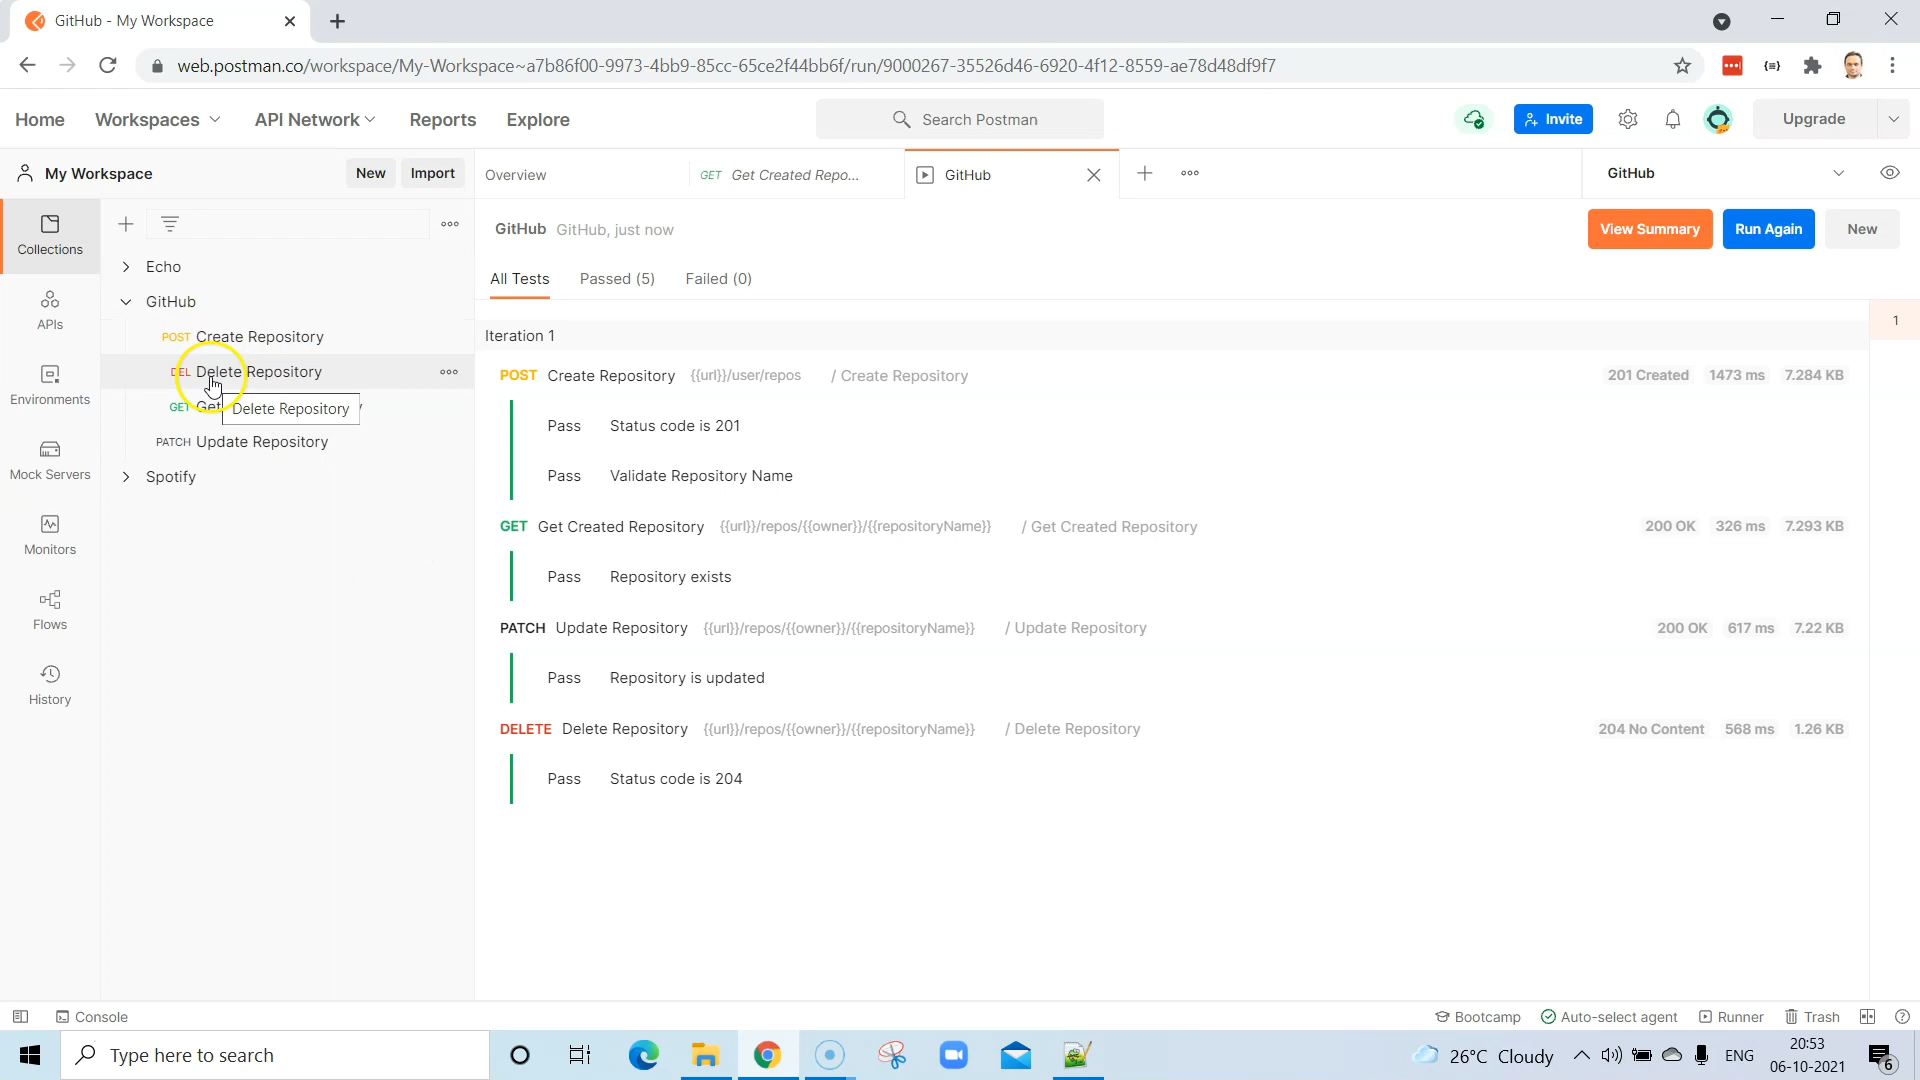 GitHub - My Workspace
web.postman.co/workspace/My-Workspace~a7b86f00-9973-4bb9-85cc-65ce2f44bb6f/run/9000267-35526d46-6920-4f12-8559-ae78d48df9f7
Home Workspaces API Network Reports Explore Search Postman Invite Upgrade
My Workspace New Import Overview GET Get Created Repo... GitHub GitHub
Collections
APIs
Environments
Mock Servers
Monitors
Flows
History
Echo
GitHub
POST Create Repository
DEL Delete Repository
GET Get
Delete Repository
PATCH Update Repository
Spotify
GitHub GitHub, just now View Summary Run Again New
All Tests Passed (5) Failed (0)
Iteration 1
1
POST Create Repository {{url}}/user/repos / Create Repository 201 Created 1473 ms 7.284 KB
Pass Status code is 201
Pass Validate Repository Name
GET Get Created Repository {{url}}/repos/{{owner}}/{{repositoryName}} / Get Created Repository 200 OK 326 ms 7.293 KB
Pass Repository exists
PATCH Update Repository {{url}}/repos/{{owner}}/{{repositoryName}} / Update Repository 200 OK 617 ms 7.22 KB
Pass Repository is updated
DELETE Delete Repository {{url}}/repos/{{owner}}/{{repositoryName}} / Delete Repository 204 No Content 568 ms 1.26 KB
Pass Status code is 204
Console Bootcamp Auto-select agent Runner Trash
Type here to search 26°C Cloudy ENG 20:53
06-10-2021 6